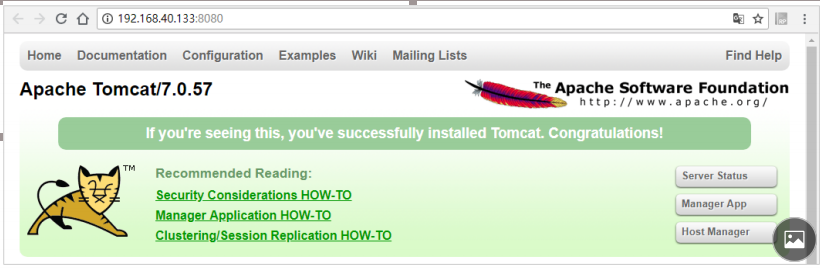 192.168.40.133:8080
Home Documentation Configuration Examples Wiki Mailing Lists Find Help
Apache Tomcat/7.0.57
The Apache Software Foundation
http://www.apache.org/
If you're seeing this, you've successfully installed Tomcat. Congratulations!
TM
Recommended Reading:
Security Considerations HOW-TO
Manager Application HOW-TO
Clustering/Session Replication HOW-TO
Server Status
Manager App
Host Manager